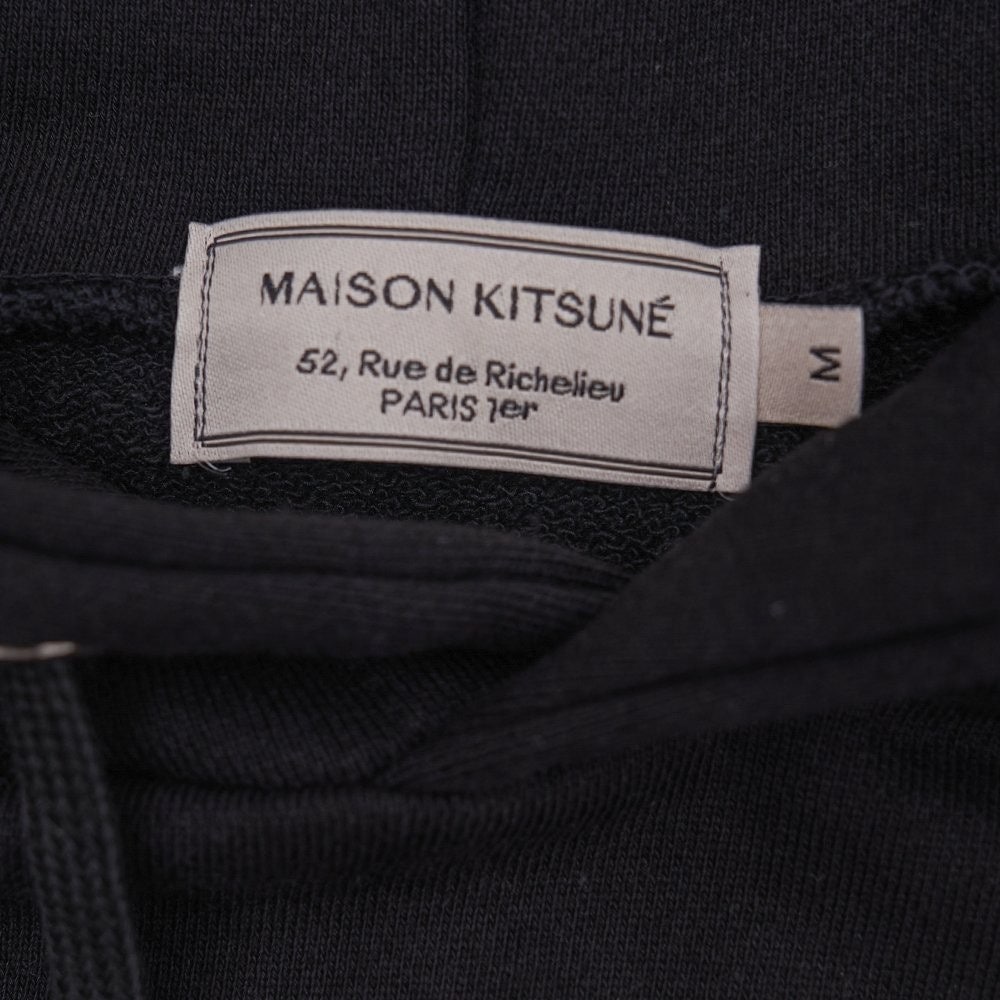 MAISON KITSUNÉ
52, Rue de Richelieu
PARIS 1er
M